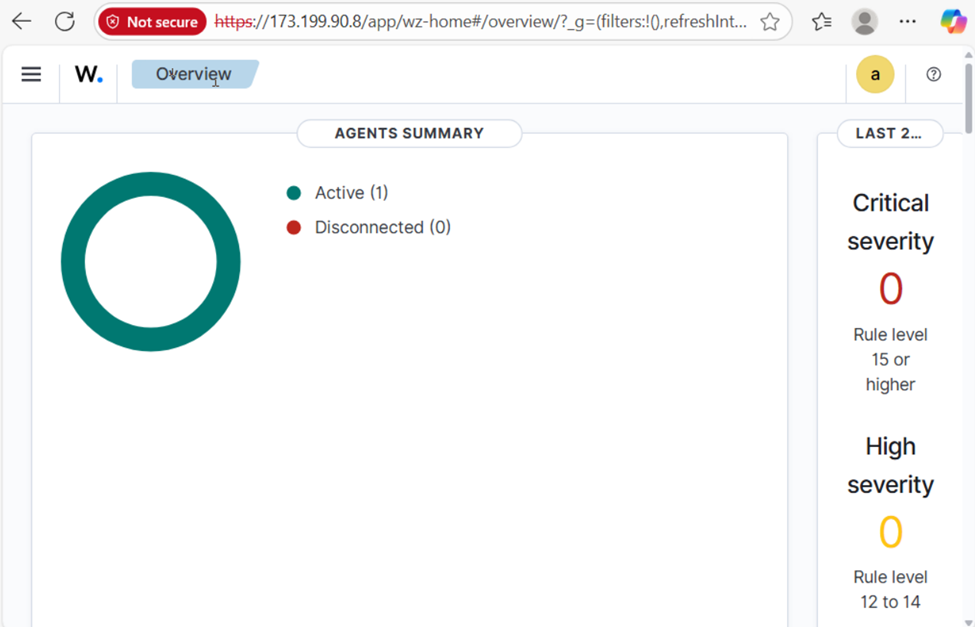 Not secure https://173.199.90.8/app/wz-home#/overview/?_g=(filters:!(),refreshInt...
W. Overview a
AGENTS SUMMARY
Active (1)
Disconnected (0)
LAST 2...
Critical
severity
0
Rule level
15 or
higher
High
severity
0
Rule level
12 to 14